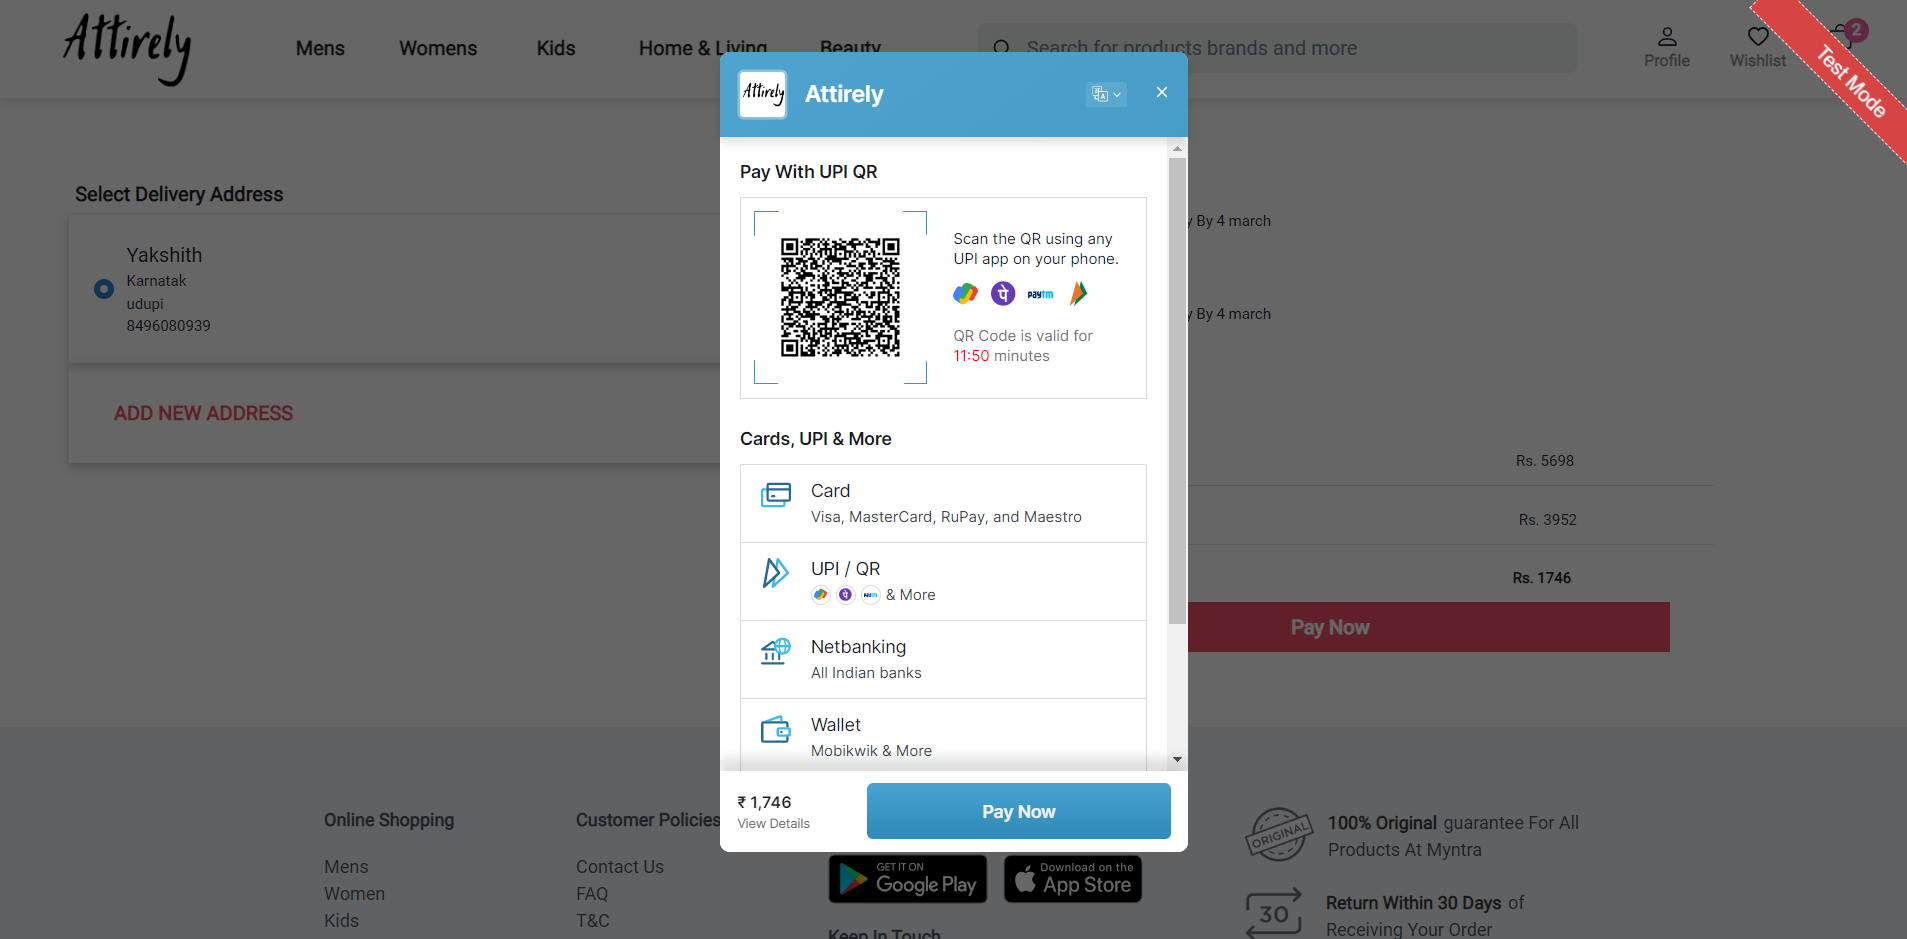 Attirely
Mens
Womens
Kids
Home & Living
Beauty
Search for products brands and more
Profile
Wishlist
2
Test Mode
Attirely
Attirely
Select Delivery Address
Yakshith
Karnatak
udupi
8496080939
ADD NEW ADDRESS
Pay With UPI QR
Scan the QR using any
UPI app on your phone.
paytm
QR Code is valid for
11:50 minutes
Cards, UPI & More
Card
Visa, MasterCard, RuPay, and Maestro
UPI / QR
& More
Netbanking
All Indian banks
Wallet
Mobikwik & More
₹ 1,746
View Details
Pay Now
By 4 march
By 4 march
Rs. 5698
Rs. 3952
Rs. 1746
Pay Now
Online Shopping
Mens
Women
Kids
Customer Policies
Contact Us
FAQ
T&C
GET IT ON
Google Play
Download on the
App Store
Keep In Touch
ORIGINAL
100% Original guarantee For All
Products At Myntra
30
Return Within 30 Days of
Receiving Your Order